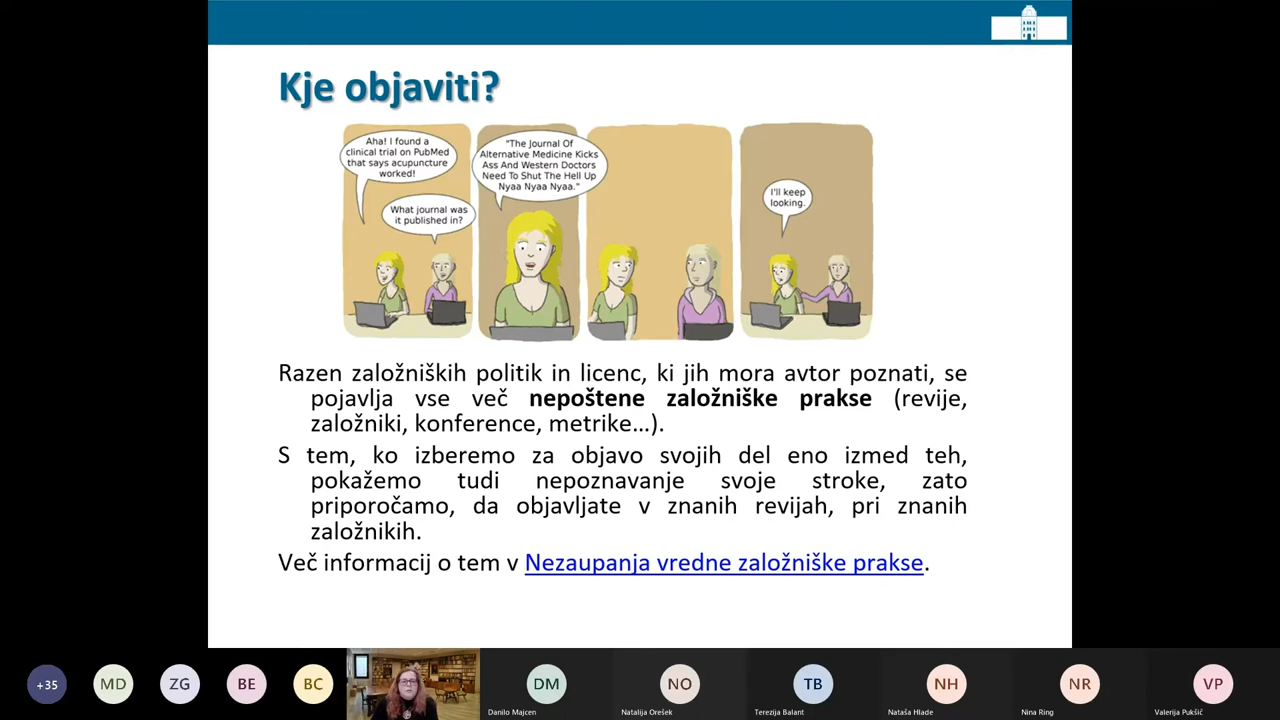 Kje objaviti?
Aha! I found a
clinical trial on PubMed
that says acupuncture
worked!
What journal was
it published in?
"The Journal Of
Alternative Medicine Kicks
Ass And Western Doctors
Need To Shut The Hell Up
Nyaa Nyaa Nyaa."
I'll keep
looking.
Razen založniških politik in licenc, ki jih mora avtor poznati, se
pojavlja vse več nepoštene založniške prakse (revije,
založniki, konference, metrike…).
S tem, ko izberemo za objavo svojih del eno izmed teh,
pokažemo tudi nepoznavanje svoje stroke, zato
priporočamo, da objavljate v znanih revijah, pri znanih
založnikih.
Več informacij o tem v Nezaupanja vredne založniške prakse.
+35
MD
ZG
BE
BC
DM
NO
TB
NH
NR
VP
Danilo Majcen
Natalija Orešek
Terezija Balant
Nataša Hlade
Nina Ring
Valerija Pukšič